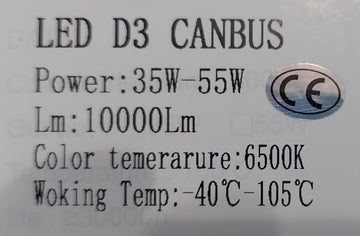 LED D3 CANBUS
Power:35W-55W
CE
Lm:10000Lm
Color temerarure:6500K
Woking Temp:-40℃-105℃